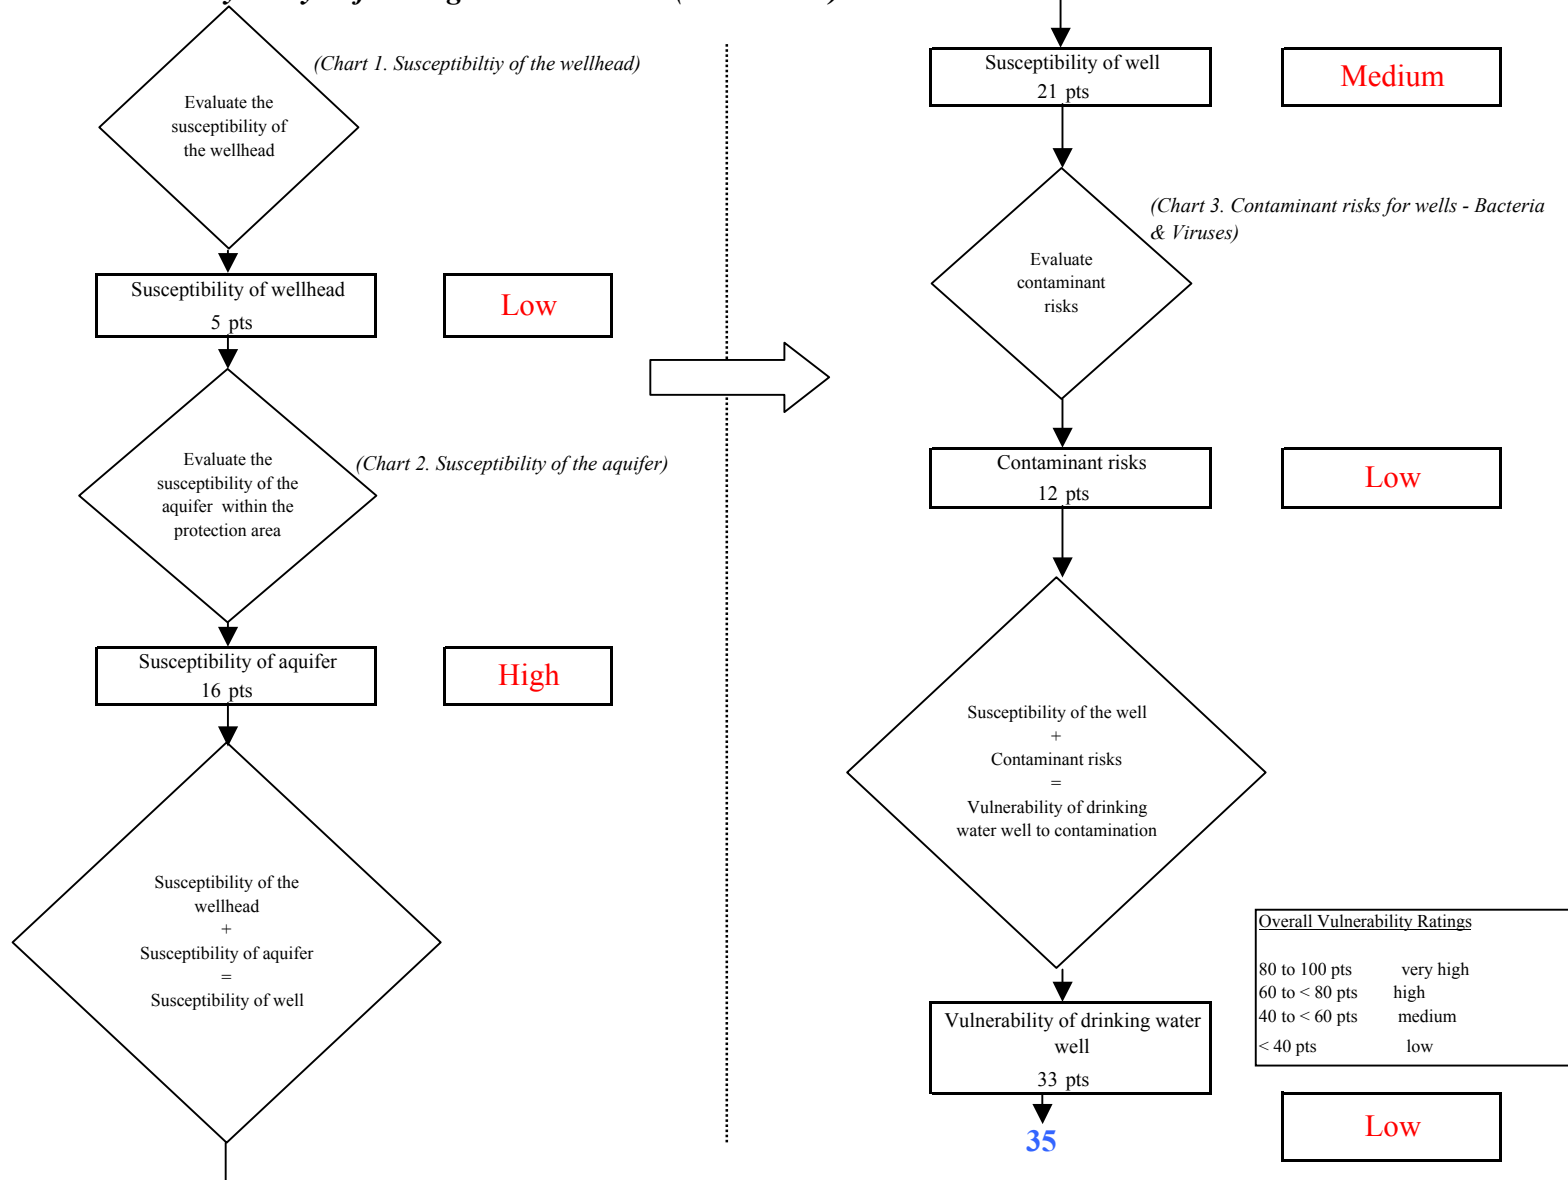 (Chart 1. Susceptibiltiy of the wellhead)
Evaluate the
susceptibility of
the wellhead
Susceptibility of wellhead
5 pts
Low
Evaluate the
susceptibility of the
aquifer within the
protection area
(Chart 2. Susceptibility of the aquifer)
Susceptibility of aquifer
16 pts
High
Susceptibility of the
wellhead
+
Susceptibility of aquifer
=
Susceptibility of well
Susceptibility of well
21 pts
Medium
(Chart 3. Contaminant risks for wells - Bacteria
& Viruses)
Evaluate
contaminant
risks
Contaminant risks
12 pts
Low
Susceptibility of the well
+
Contaminant risks
=
Vulnerability of drinking
water well to contamination
Overall Vulnerability Ratings
80 to 100 pts very high
60 to < 80 pts high
40 to < 60 pts medium
< 40 pts low
Vulnerability of drinking water
well
33 pts
35
Low